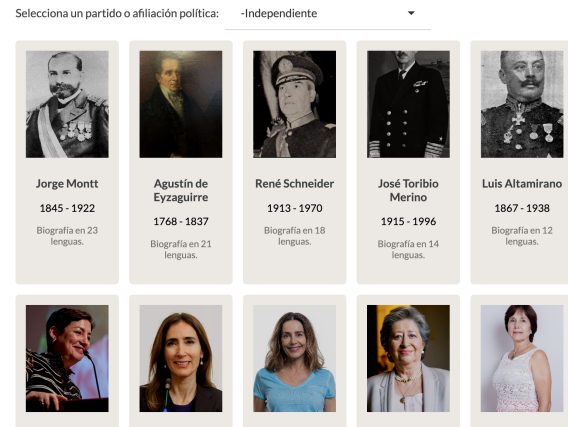 Selecciona un partido o afiliación política: -Independiente
Jorge Montt
1845 - 1922
Biografía en 23
lenguas.
Agustín de
Eyzaguirre
1768 - 1837
Biografía en 21
lenguas.
René Schneider
1913 - 1970
Biografía en 18
lenguas.
José Toribio
Merino
1915 - 1996
Biografía en 14
lenguas.
Luis Altamirano
1867 - 1938
Biografía en 12
lenguas.